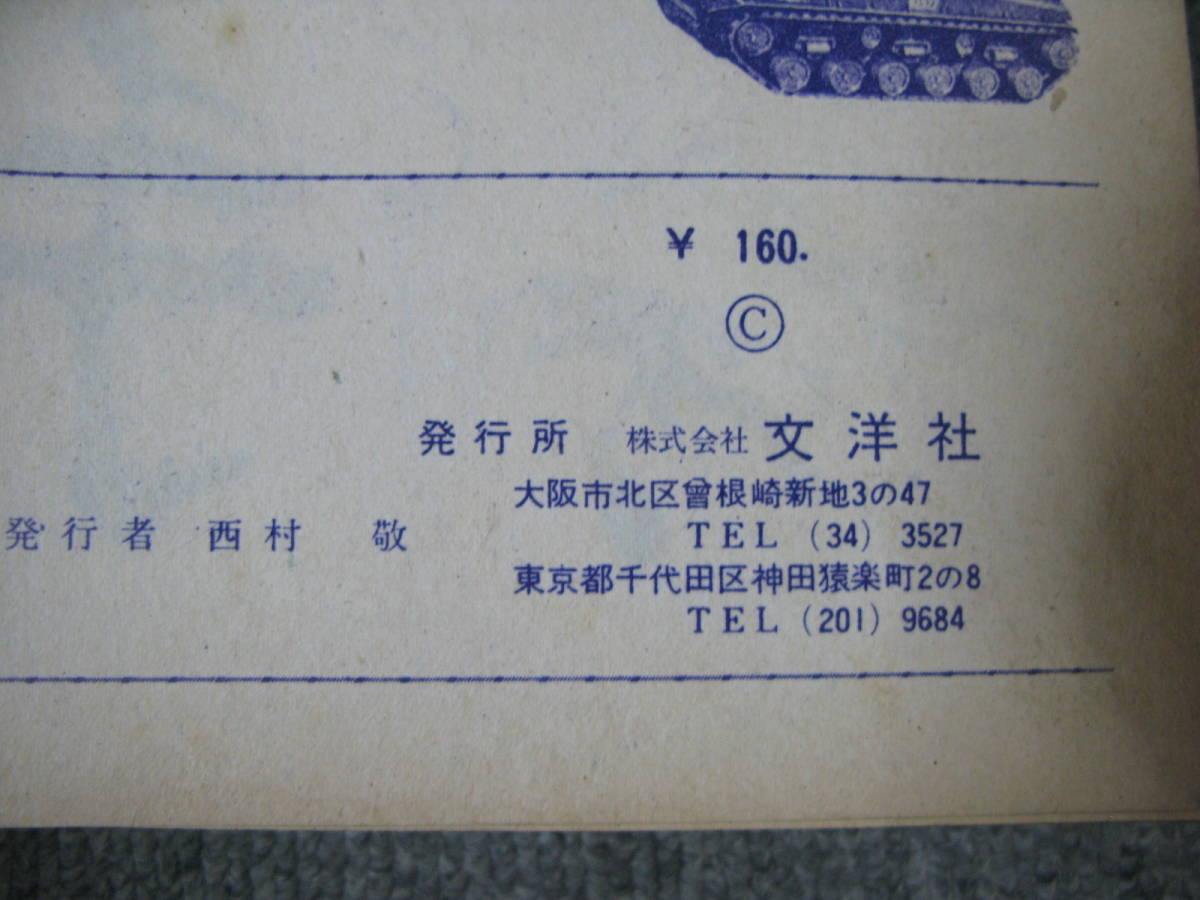 ¥ 160.
Ⓒ
発行所 株式会社 文洋社
大阪市北区曾根崎新地3の47
発行者 西村 敬
TEL (34) 3527
東京都千代田区神田猿楽町2の8
TEL (201) 9684